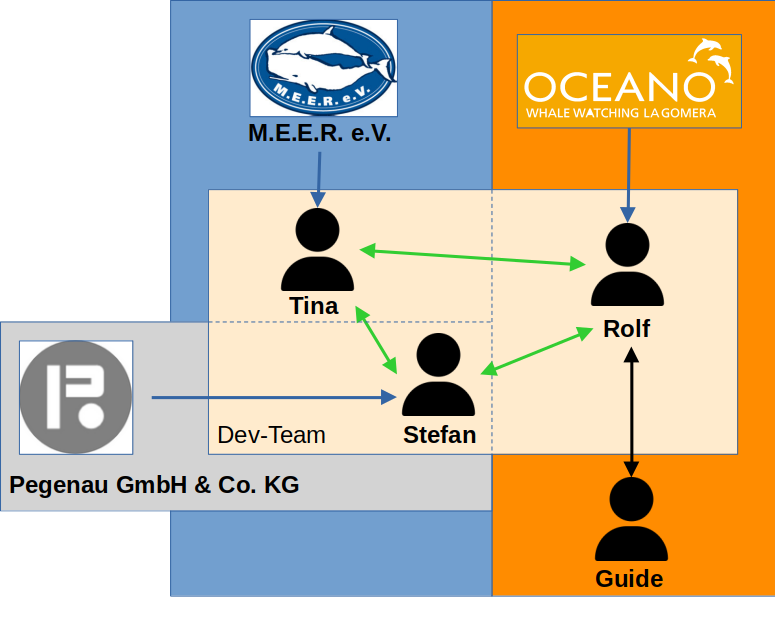 M.E.E.R. e.V.
M.E.E.R. e.V.
OCEANO
WHALE WATCHING LA GOMERA
Tina
Rolf
Dev-Team
Stefan
Pegenau GmbH & Co. KG
Guide